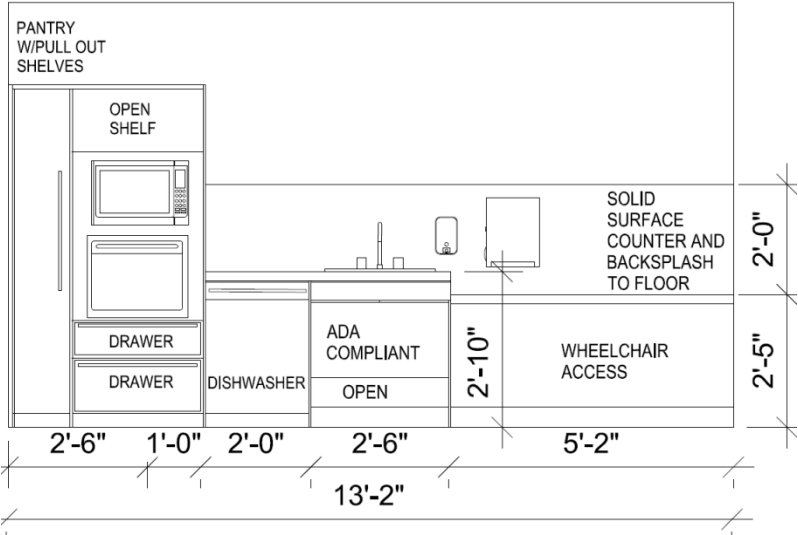 PANTRY
W/PULL OUT
SHELVES
OPEN
SHELF
SOLID
SURFACE
COUNTER AND
BACKSPLASH
TO FLOOR
2'-0"
DRAWER
DRAWER
DISHWASHER
ADA
COMPLIANT
OPEN
2'-10"
WHEELCHAIR
ACCESS
2'-5"
2'-6" 1'-0" 2'-0" 2'-6" 5'-2"
13'-2"